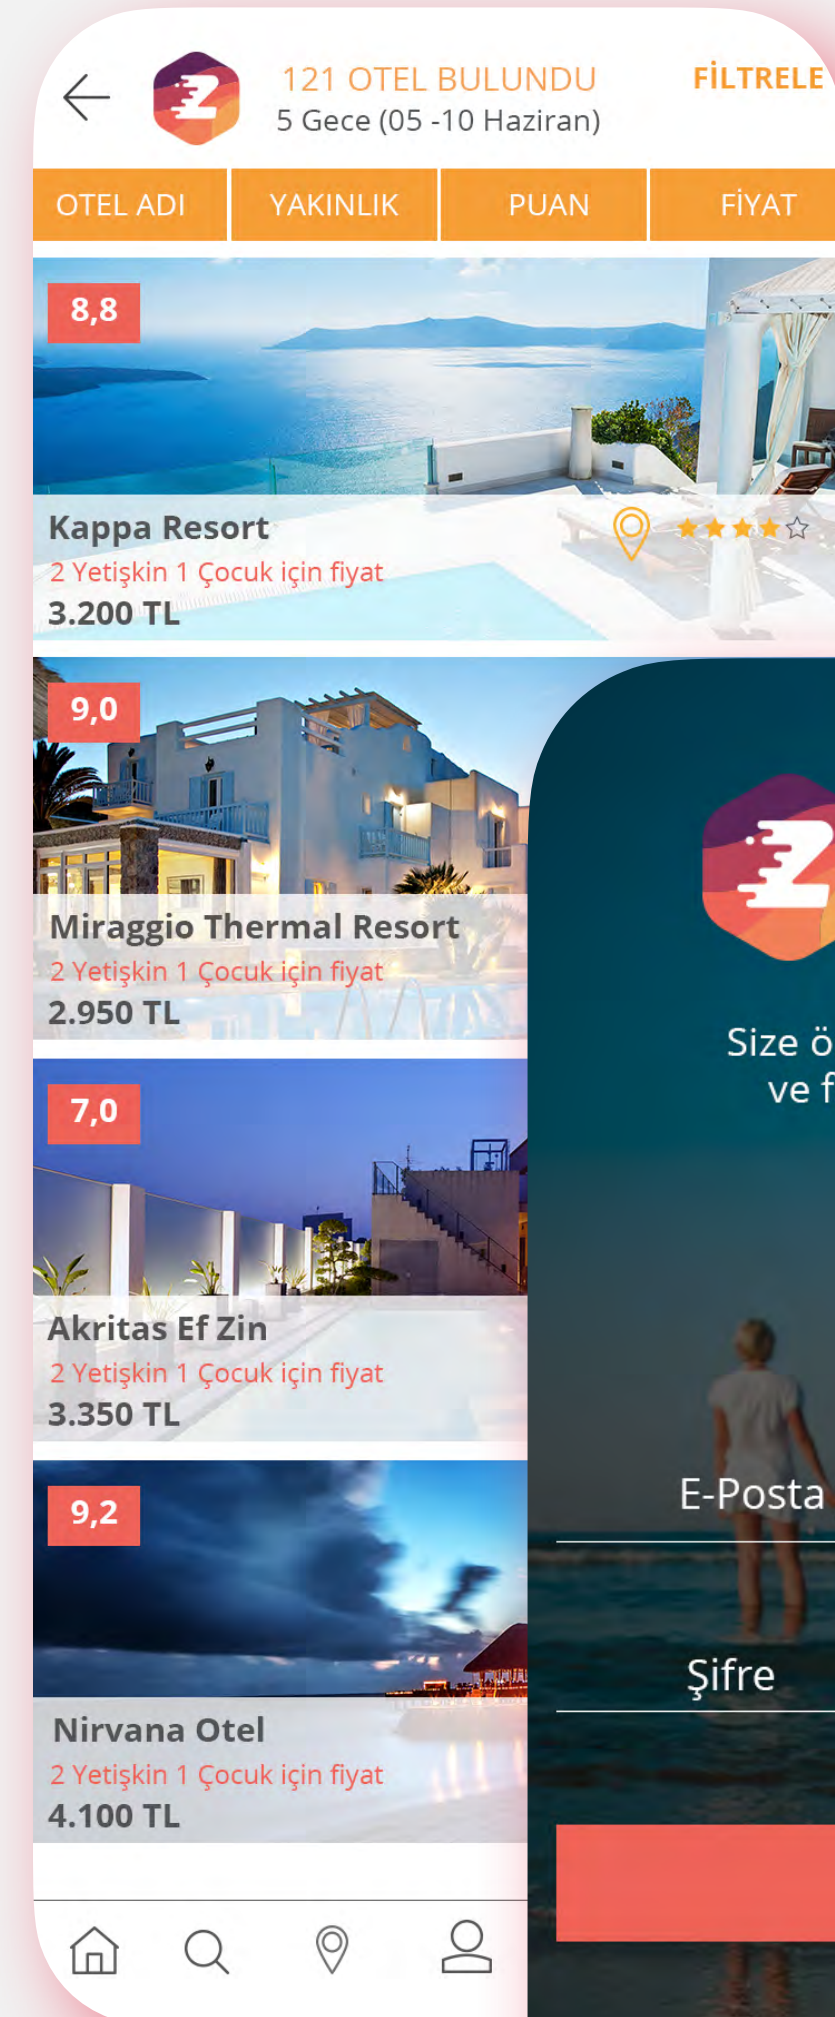 121 OTEL BULUNDU
5 Gece (05 -10 Haziran)
FİLTRELE
OTEL ADI
YAKINLIK
PUAN
FİYAT
8,8
Kappa Resort
2 Yetişkin 1 Çocuk için fiyat
3.200 TL
9,0
Miraggio Thermal Resort
2 Yetişkin 1 Çocuk için fiyat
2.950 TL
7,0
Akritas Ef Zin
2 Yetişkin 1 Çocuk için fiyat
3.350 TL
9,2
Nirvana Otel
2 Yetişkin 1 Çocuk için fiyat
4.100 TL
Z
Size ö
ve f
E-Posta
Şifre